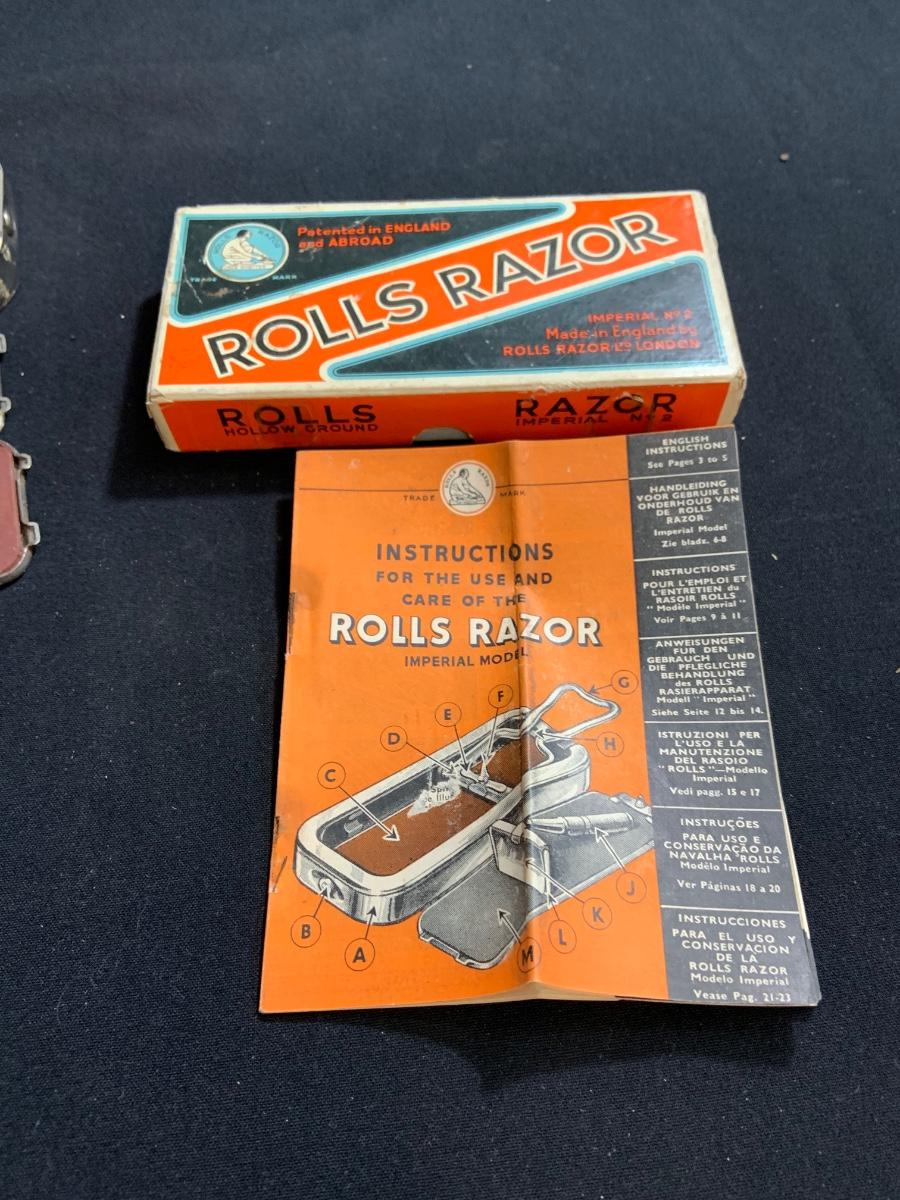 ROLLS RAZOR
TRADE MARK
Patented in ENGLAND
and ABROAD
ROLLS RAZOR
IMPERIAL Nº 2
Made in England by
ROLLS RAZOR LTD LONDON
ROLLS RAZOR
HOLLOW GROUND IMPERIAL Nº 2
ROLLS RAZOR
TRADE MARK
INSTRUCTIONS
FOR THE USE AND
CARE OF THE
ROLLS RAZOR
IMPERIAL MODEL
G
F
E
H
D
C
J
K
B
L
A
M
ENGLISH
INSTRUCTIONS
See Pages 3 to 5
HANDLEIDING
VOOR GEBRUIK EN
ONDERHOUD VAN
DE ROLLS
RAZOR
Imperial Model
Zie bladz. 6-8
INSTRUCTIONS
POUR L'EMPLOI ET
L'ENTRETIEN du
RASOIR ROLLS
"Modèle Imperial"
Voir Pages 9 à 11
ANWEISUNGEN
FUR DEN
GEBRAUCH UND
DIE PFLEGLICHE
BEHANDLUNG
des ROLLS
RASIERAPPARAT
Modell "Imperial"
Siehe Seite 12 bis 14.
ISTRUZIONI PER
L'USO E LA
MANUTENZIONE
DEL RASOIO
"ROLLS"—Modello
Imperial
Vedi pagg. 15 e 17
INSTRUÇÕES
PARA USO E
CONSERVAÇÃO DA
NAVALHA "ROLLS
Modêlo Imperial
Ver Páginas 18 a 20
INSTRUCCIONES
PARA EL USO Y
CONSERVACION
DE LA
ROLLS RAZOR
Modelo Imperial
Vease Pag. 21-23